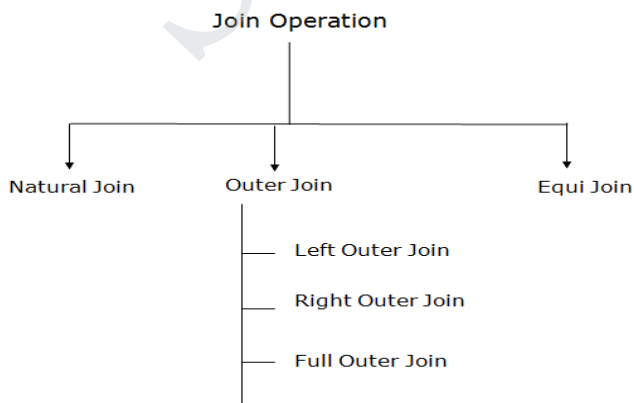 Join Operation
Natural Join
Outer Join
Equi Join
Left Outer Join
Right Outer Join
Full Outer Join